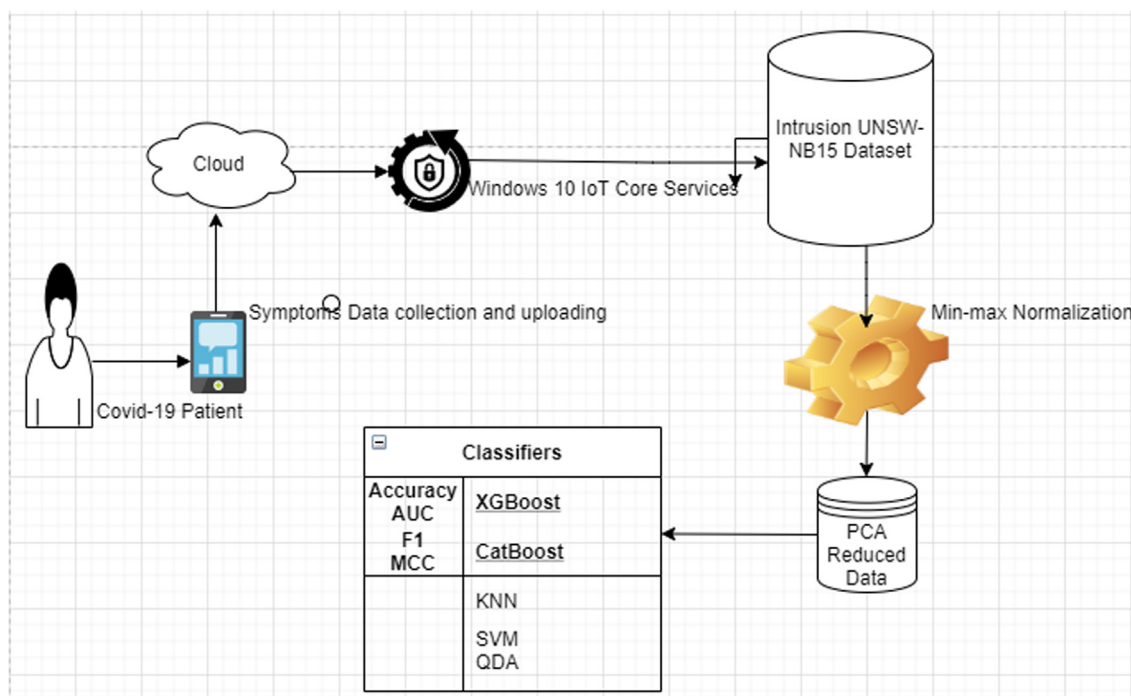 Cloud
Windows 10 IoT Core Services
Intrusion UNSW-
NB15 Dataset
Symptoms Data collection and uploading
Covid-19 Patient
Min-max Normalization
PCA
Reduced
Data
Classifiers
Accuracy
AUC
F1
MCC
XGBoost
CatBoost
KNN
SVM
QDA